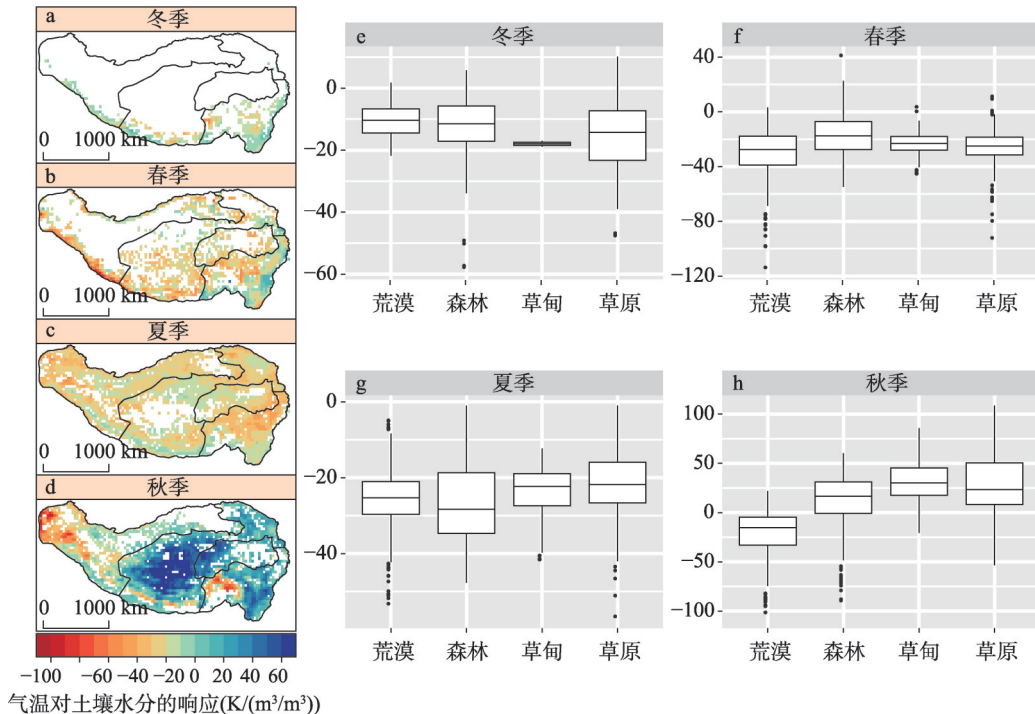 a
冬季
0 1000 km
b
春季
0 1000 km
c
夏季
0 1000 km
d
秋季
0 1000 km
−100 −60 −40 −20 0 20 40 60
气温对土壤水分的响应(K/(m³/m³))
e 冬季
0
−20
−40
−60
荒漠 森林 草甸 草原
f 春季
40
0
−40
−80
−120
荒漠 森林 草甸 草原
g 夏季
0
−20
−40
荒漠 森林 草甸 草原
h 秋季
100
50
0
−50
−100
荒漠 森林 草甸 草原